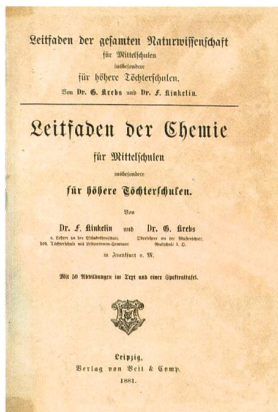 Leitfaden der gesamten Naturwissenschaft
für Mittelschulen
insbesondere
für höhere Töchterschulen.
Von Dr. G. Krebs und Dr. F. Kinkelin.
Leitfaden der Chemie
für Mittelschulen
insbesondere
für höhere Töchterschulen.
Von
Dr. F. Kinkelin und Dr. G. Krebs
in Frankfurt a. M.
Mit 50 Abbildungen im Text und einer Spektraltafel.
Leipzig,
Verlag von Veit & Comp.
1881.